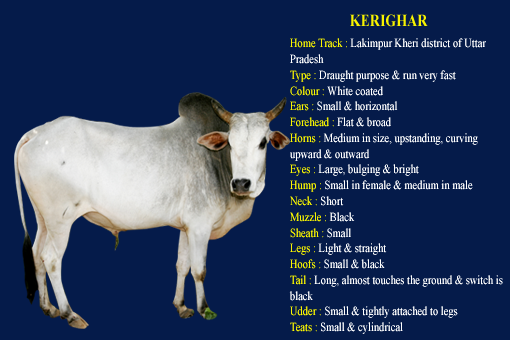 KERIGHAR
Home Track : Lakimpur Kheri district of Uttar
Pradesh
Type : Draught purpose & run very fast
Colour : White coated
Ears : Small & horizontal
Forehead : Flat & broad
Horns : Medium in size, upstanding, curving
upward & outward
Eyes : Large, bulging & bright
Hump : Small in female & medium in male
Neck : Short
Muzzle : Black
Sheath : Small
Legs : Light & straight
Hoofs : Small & black
Tail : Long, almost touches the ground & switch is
black
Udder : Small & tightly attached to legs
Teats : Small & cylindrical